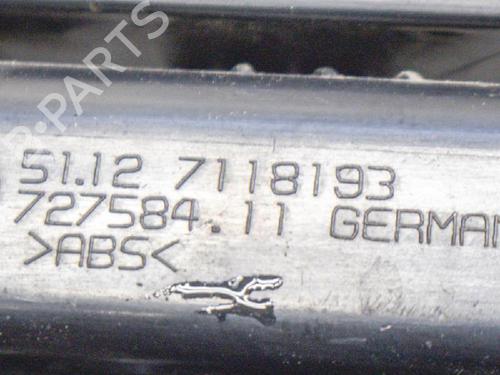 51.12 7118193
727584.11 GERMAN
>ABS<
-PARTS